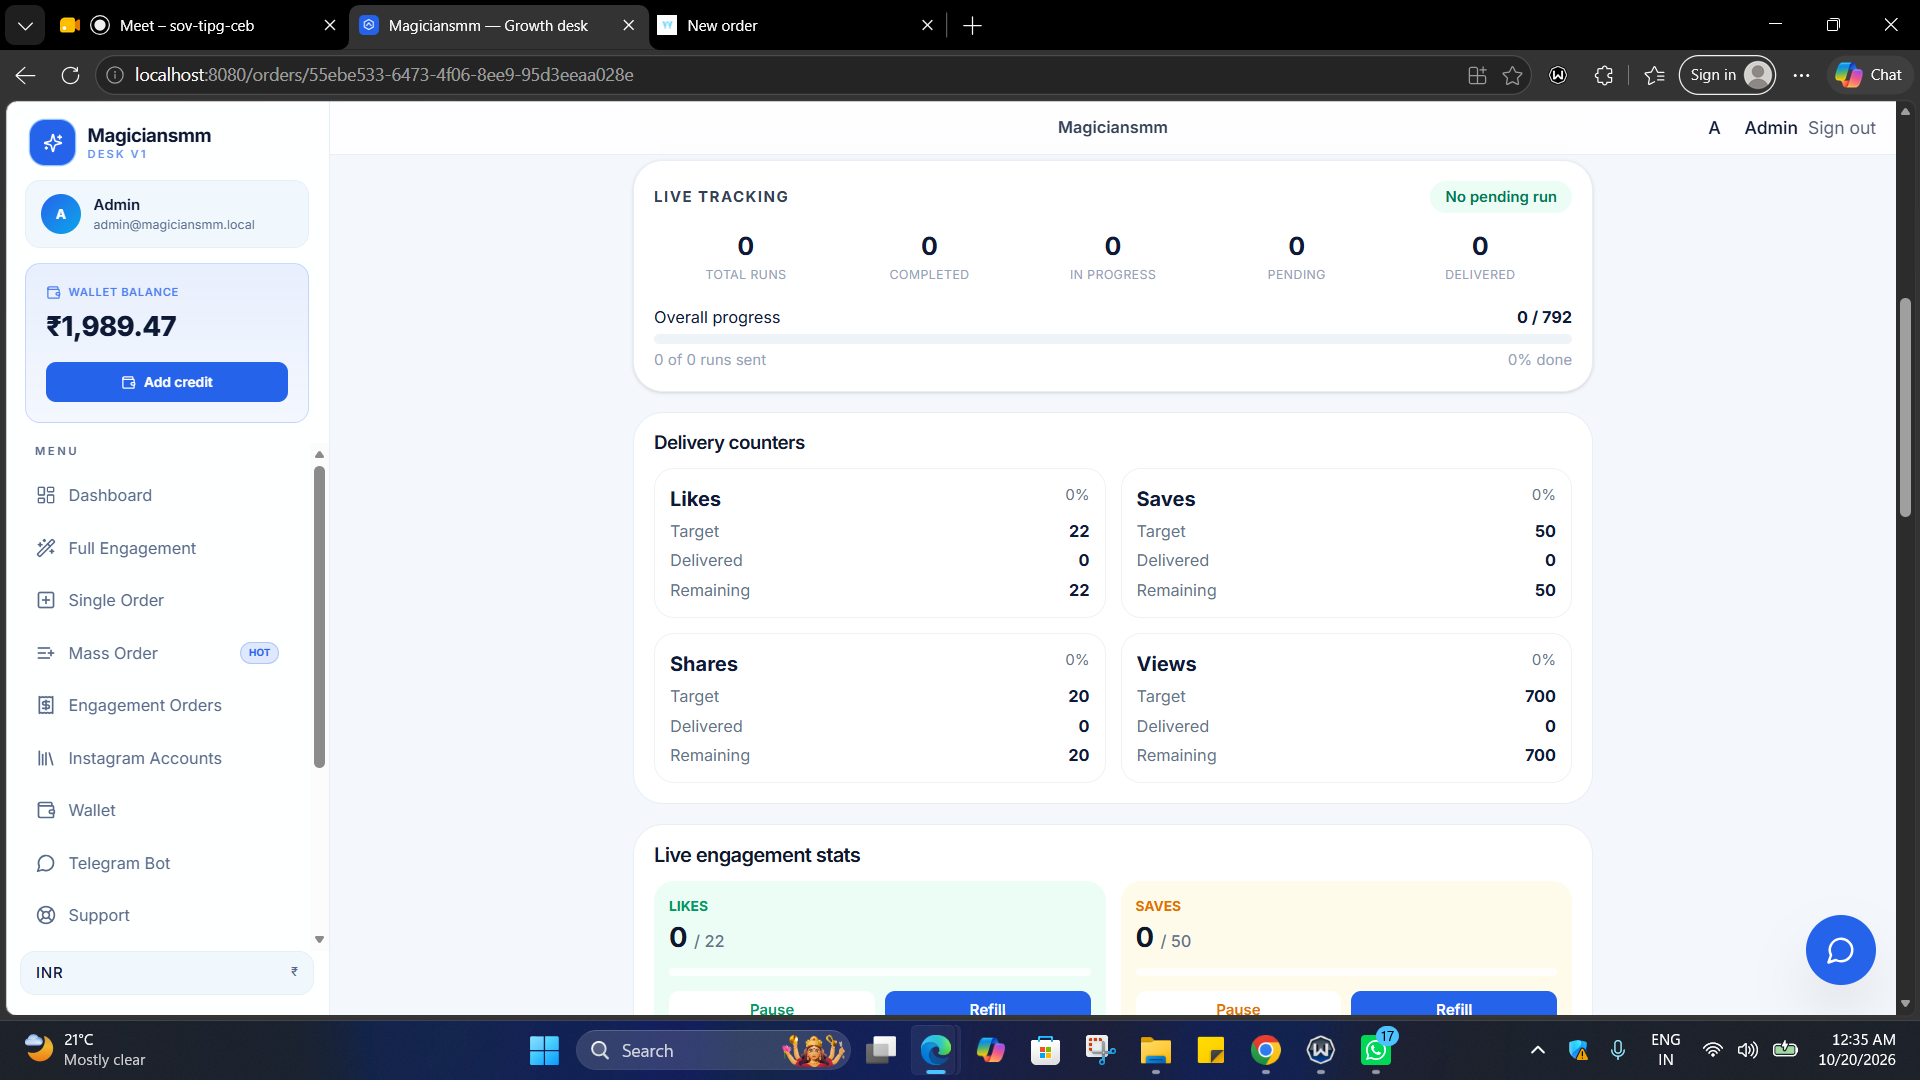 Meet – sov-tipg-ceb
Magiciansmm — Growth desk
New order
localhost:8080/orders/55ebe533-6473-4f06-8ee9-95d3eeaa028e
Sign in
Chat
Magiciansmm
DESK V1
A
Admin
admin@magiciansmm.local
WALLET BALANCE
₹1,989.47
Add credit
MENU
Dashboard
Full Engagement
Single Order
Mass Order
HOT
Engagement Orders
Instagram Accounts
Wallet
Telegram Bot
Support
INR ₹
Magiciansmm
A Admin Sign out
LIVE TRACKING
No pending run
0 0 0 0 0
TOTAL RUNS COMPLETED IN PROGRESS PENDING DELIVERED
Overall progress 0 / 792
0 of 0 runs sent 0% done
Delivery counters
Likes 0%
Target 22
Delivered 0
Remaining 22
Saves 0%
Target 50
Delivered 0
Remaining 50
Shares 0%
Target 20
Delivered 0
Remaining 20
Views 0%
Target 700
Delivered 0
Remaining 700
Live engagement stats
LIKES
0 / 22
Pause Refill
SAVES
0 / 50
Pause Refill
21°C
Mostly clear
Search
17
ENG
IN
12:35 AM
10/20/2026